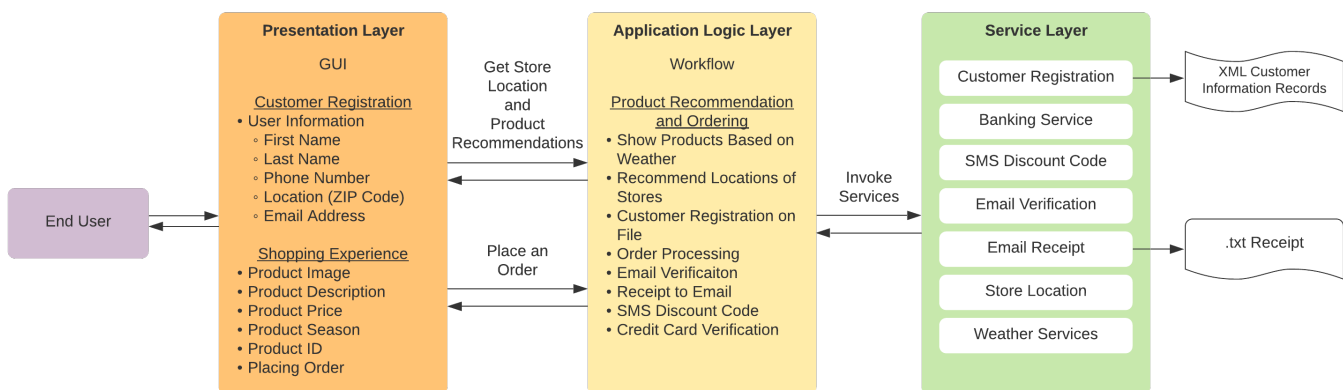 End User
Presentation Layer
GUI
Customer Registration
• User Information
◦ First Name
◦ Last Name
◦ Phone Number
◦ Location (ZIP Code)
◦ Email Address
Shopping Experience
• Product Image
• Product Description
• Product Price
• Product Season
• Product ID
• Placing Order
Get Store
Location
and
Product
Recommendations
Place an
Order
Application Logic Layer
Workflow
Product Recommendation
and Ordering
• Show Products Based on
Weather
• Recommend Locations of
Stores
• Customer Registration on
File
• Order Processing
• Email Verificaiton
• Receipt to Email
• SMS Discount Code
• Credit Card Verification
Invoke
Services
Service Layer
Customer Registration
Banking Service
SMS Discount Code
Email Verification
Email Receipt
Store Location
Weather Services
XML Customer
Information Records
.txt Receipt